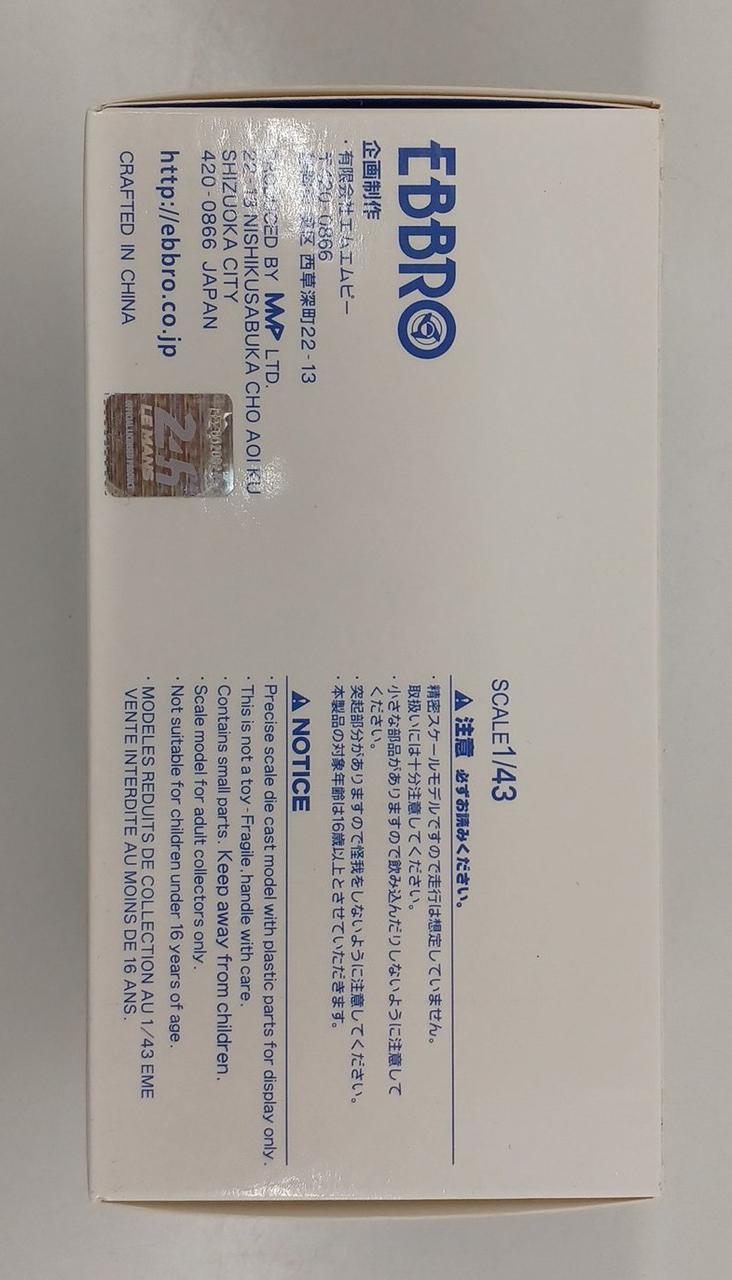 EBBRO
企画制作
・有限会社エムエムピー
〒420-0866
区 西草深町22-13
BY MMP LTD.
22-13 NISHIKUSABUKA CHO AOI KU
SHIZUOKA CITY
420-0866 JAPAN
http://ebbro.co.jp
CRAFTED IN CHINA
24h
LE MANS
SCALE1/43
注意 必ずお読みください。
・精密スケールモデルですので走行は想定していません。
取扱いには十分注意してください。
・小さな部品がありますので飲み込んだりしないように注意して
ください。
・突起部分がありますので怪我をしないように注意してください。
・本製品の対象年齢は16歳以上とさせていただきます。
NOTICE
・Precise scale die cast model with plastic parts for display only.
・This is not a toy-Fragile,handle with care.
・Contains small parts. Keep away from children.
・Scale model for adult collectors only.
・Not suitable for children under 16 years of age.
・MODELES REDUITS DE COLLECTION AU 1/43 EME
VENTE INTERDITE AU MOINS DE 16 ANS.